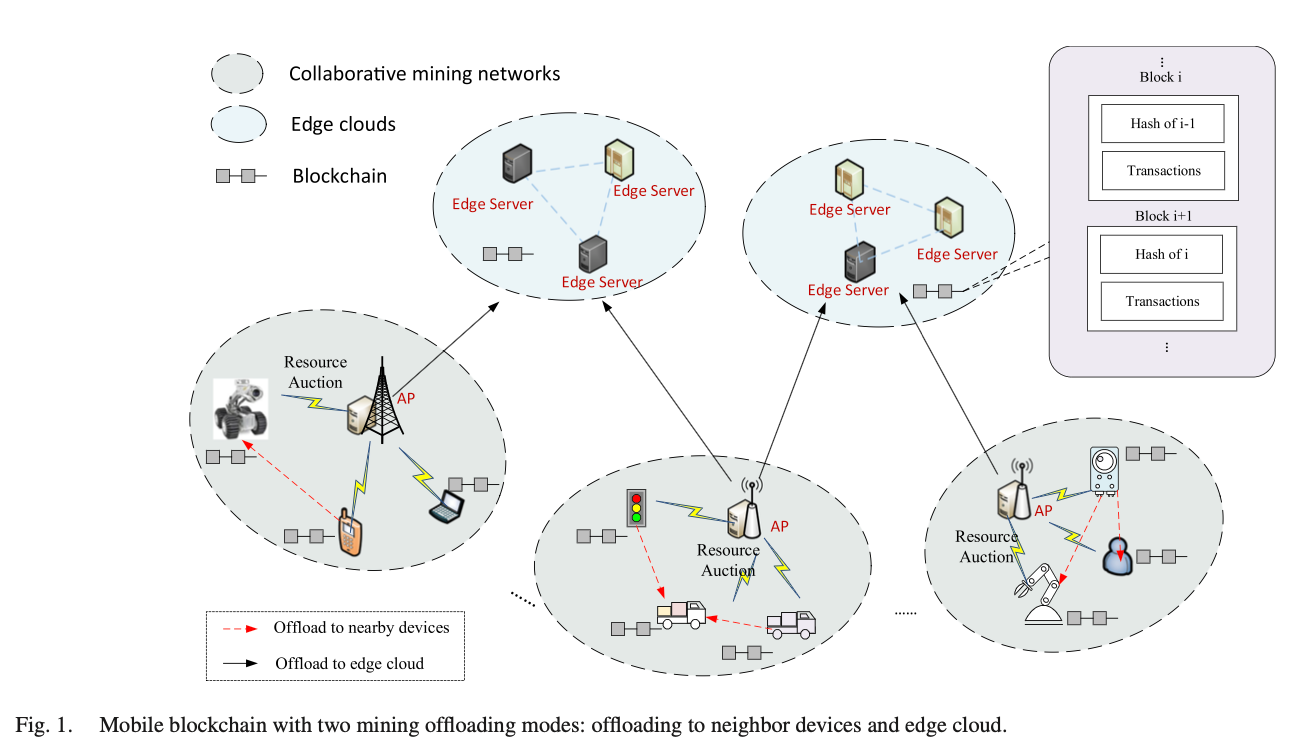 Collaborative mining networks
Edge clouds
Blockchain
Edge Server
Edge Server
Edge Server
Edge Server
Edge Server
Edge Server
⋮
Block i
Hash of i-1
Transactions
Block i+1
Hash of i
Transactions
⋮
Resource
Auction
AP
AP
Resource
Auction
AP
Resource
Auction
......
......
Offload to nearby devices
Offload to edge cloud
Fig. 1. Mobile blockchain with two mining offloading modes: offloading to neighbor devices and edge cloud.